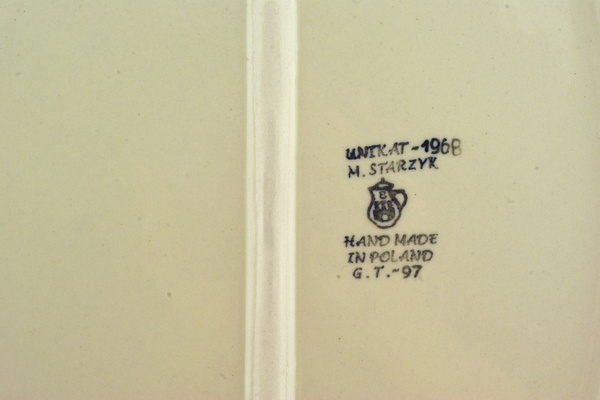 UNIKAT-1968
M. STARZYK
B
HAND MADE
IN POLAND
G.T.-97